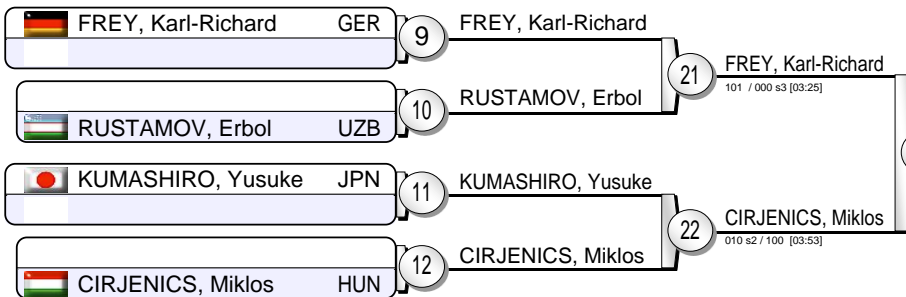 FREY, Karl-Richard GER
9
FREY, Karl-Richard
21
FREY, Karl-Richard
101 / 000 s3 [03:25]
10
RUSTAMOV, Erbol
RUSTAMOV, Erbol UZB
KUMASHIRO, Yusuke JPN
11
KUMASHIRO, Yusuke
22
CIRJENICS, Miklos
010 s2 / 100 [03:53]
12
CIRJENICS, Miklos
CIRJENICS, Miklos HUN